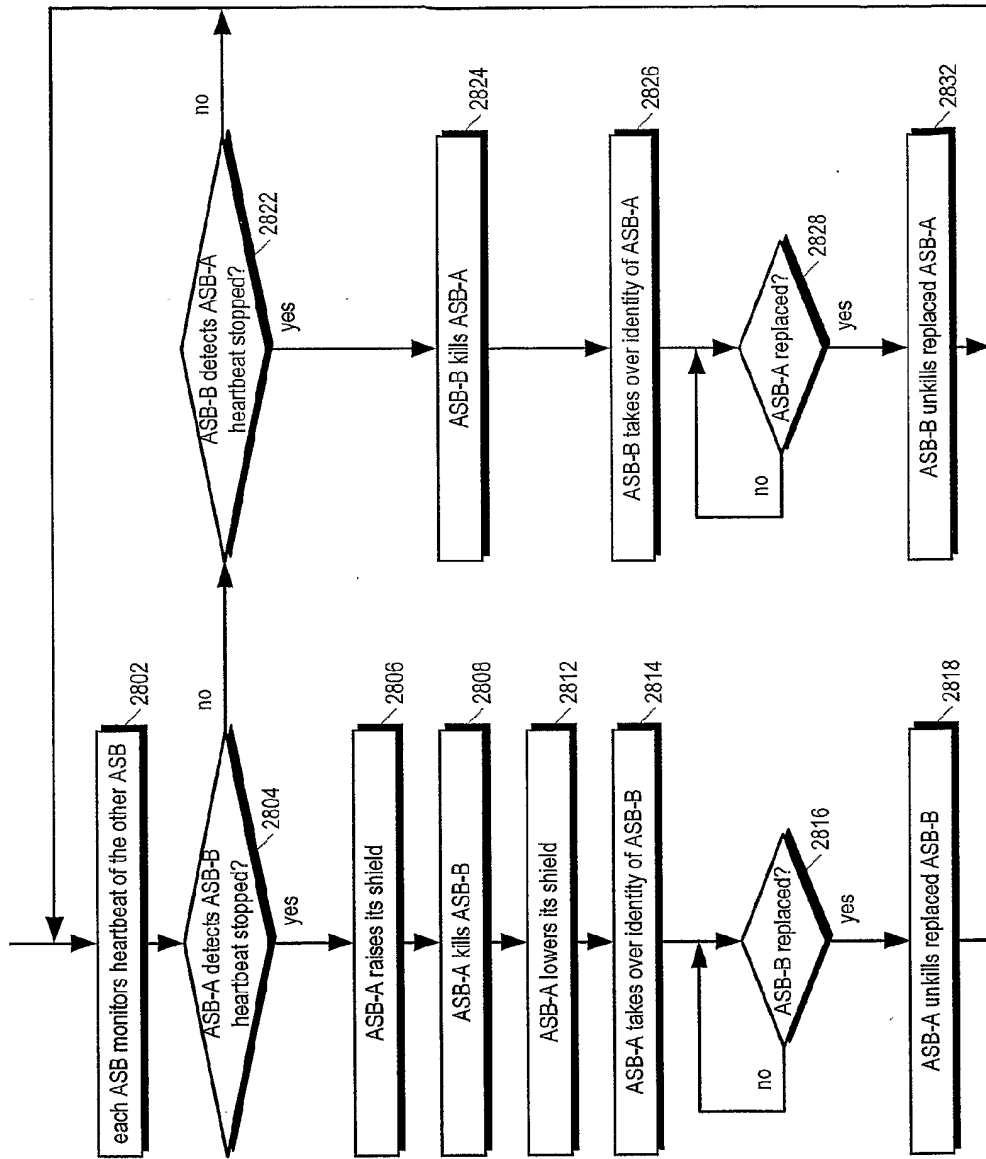 each ASB monitors heartbeat of the other ASB
2802
ASB-A detects ASB-B
heartbeat stopped?
2804
no
yes
ASB-A raises its shield
2806
ASB-A kills ASB-B
2808
ASB-A lowers its shield
2812
ASB-A takes over identity of ASB-B
2814
ASB-B replaced?
2816
no
yes
ASB-A unkills replaced ASB-B
2818
ASB-B detects ASB-A
heartbeat stopped?
2822
no
yes
ASB-B kills ASB-A
2824
ASB-B takes over identity of ASB-A
2826
ASB-A replaced?
2828
no
yes
ASB-B unkills replaced ASB-A
2832